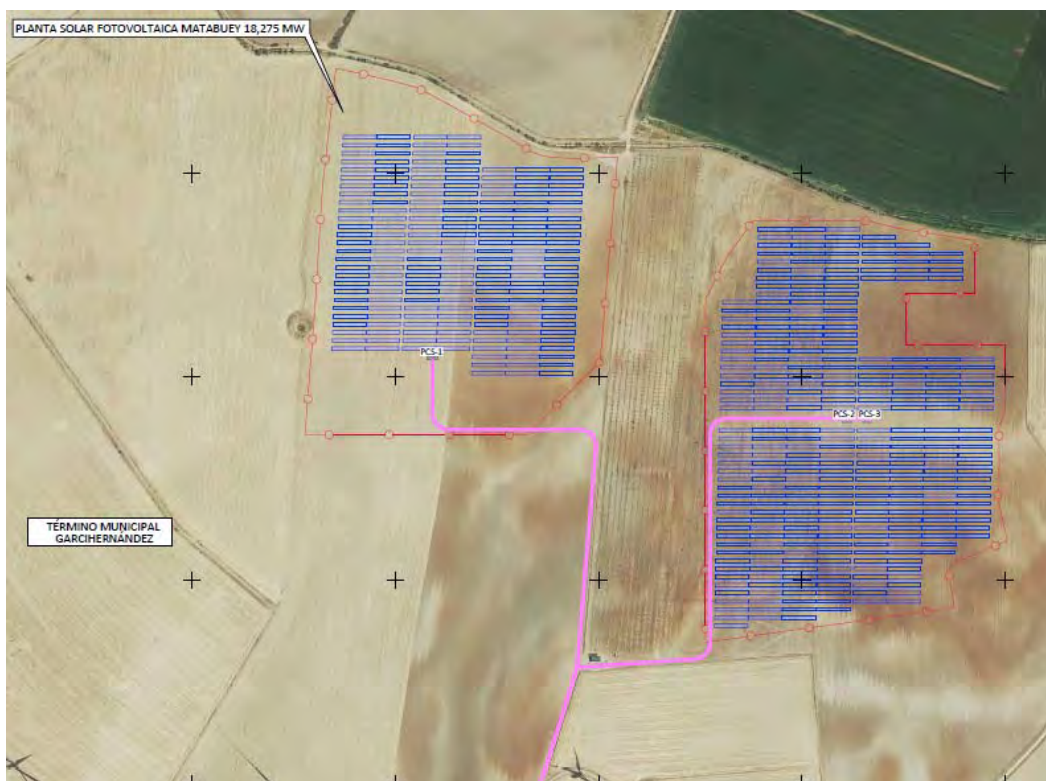 PLANTA SOLAR FOTOVOLTAICA MATABUEY 18,275 MW
PCS-1
PCS-2 PCS-3
TÉRMINO MUNICIPAL
GARCIHERNÁNDEZ